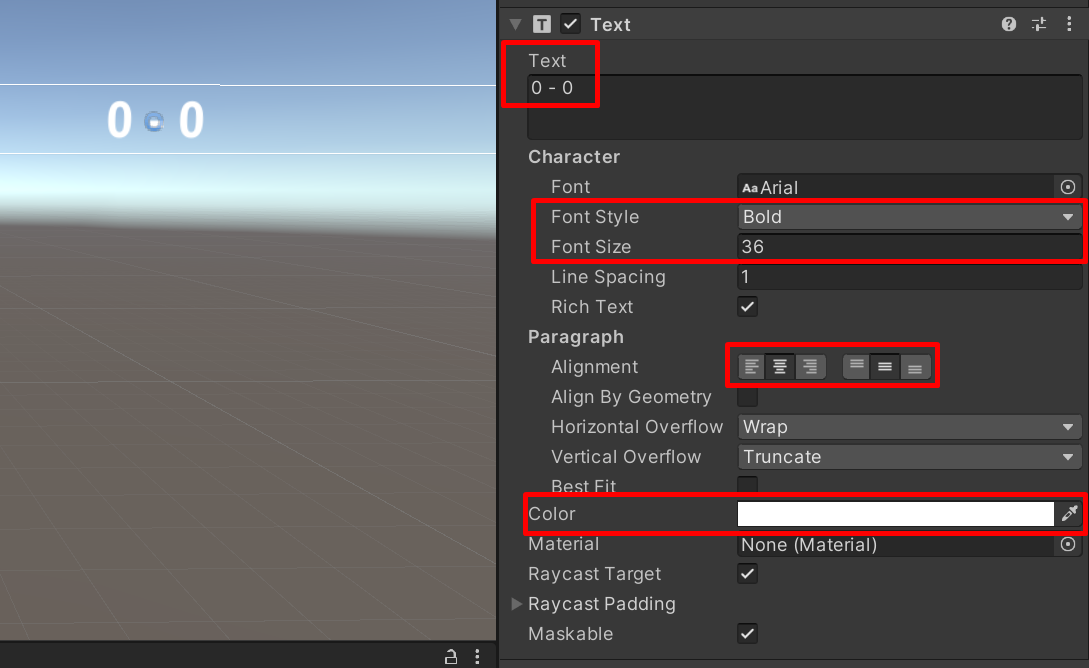 0 0
Text
Text
0 - 0
Character
Font Aa Arial
Font Style Bold
Font Size 36
Line Spacing 1
Rich Text
Paragraph
Alignment
Align By Geometry
Horizontal Overflow Wrap
Vertical Overflow Truncate
Best Fit
Color
Material None (Material)
Raycast Target
Raycast Padding
Maskable